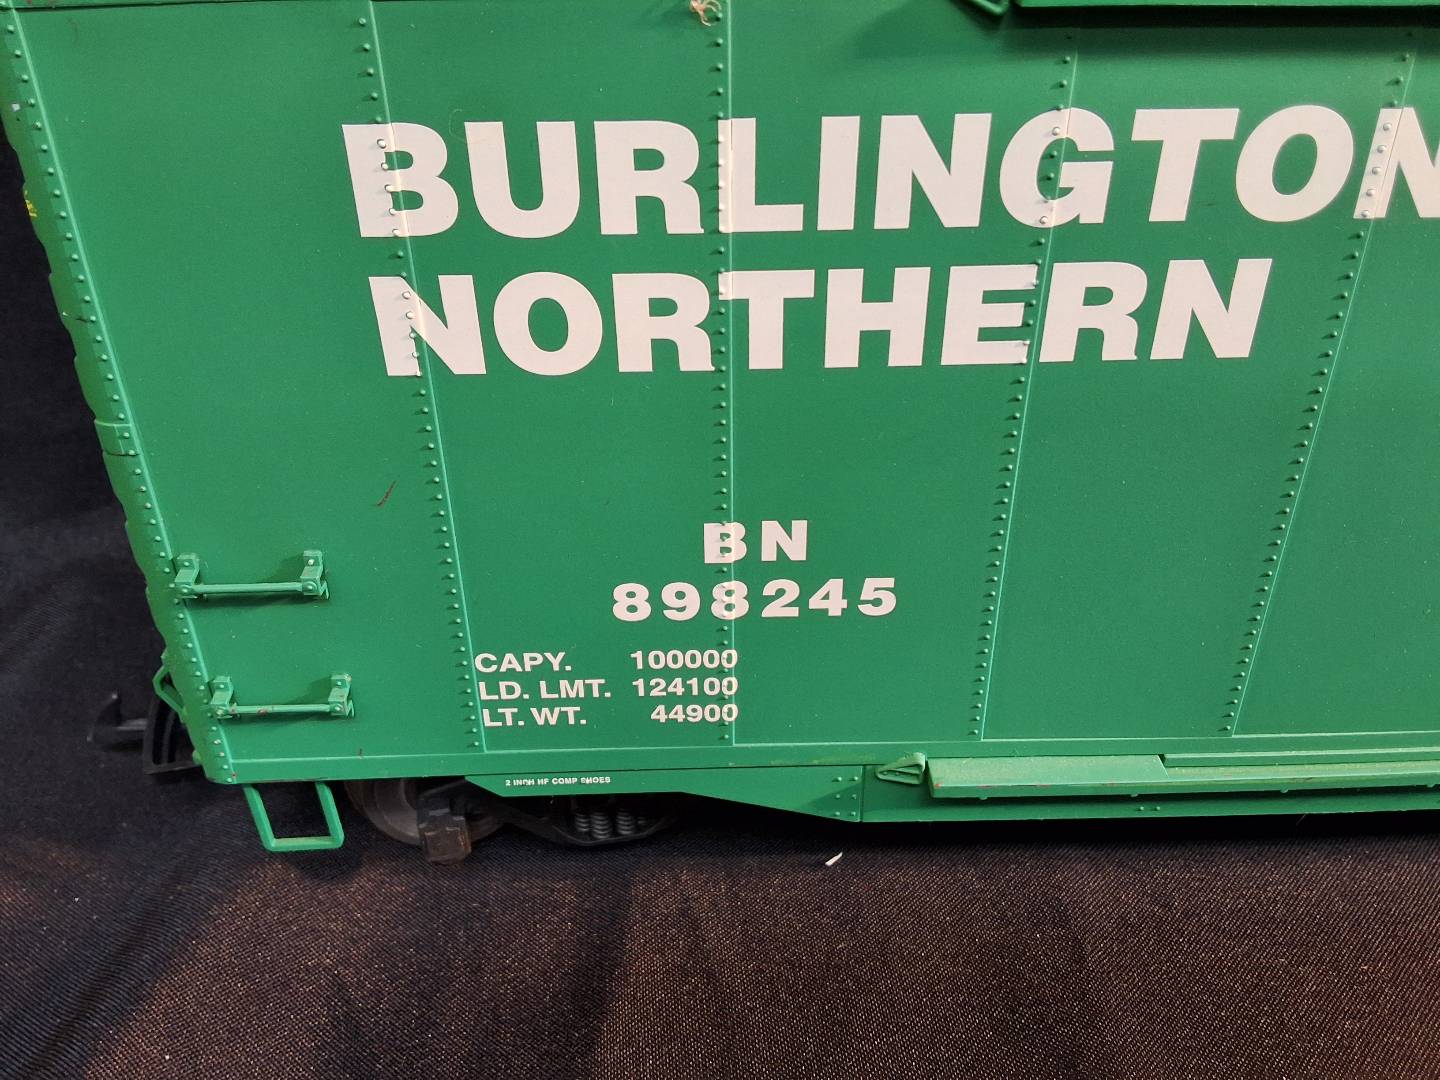 BURLINGTON
NORTHERN
BN
898245
CAPY. 100000
LD. LMT. 124100
LT. WT. 44900
2 INCH HF COMP SHOES